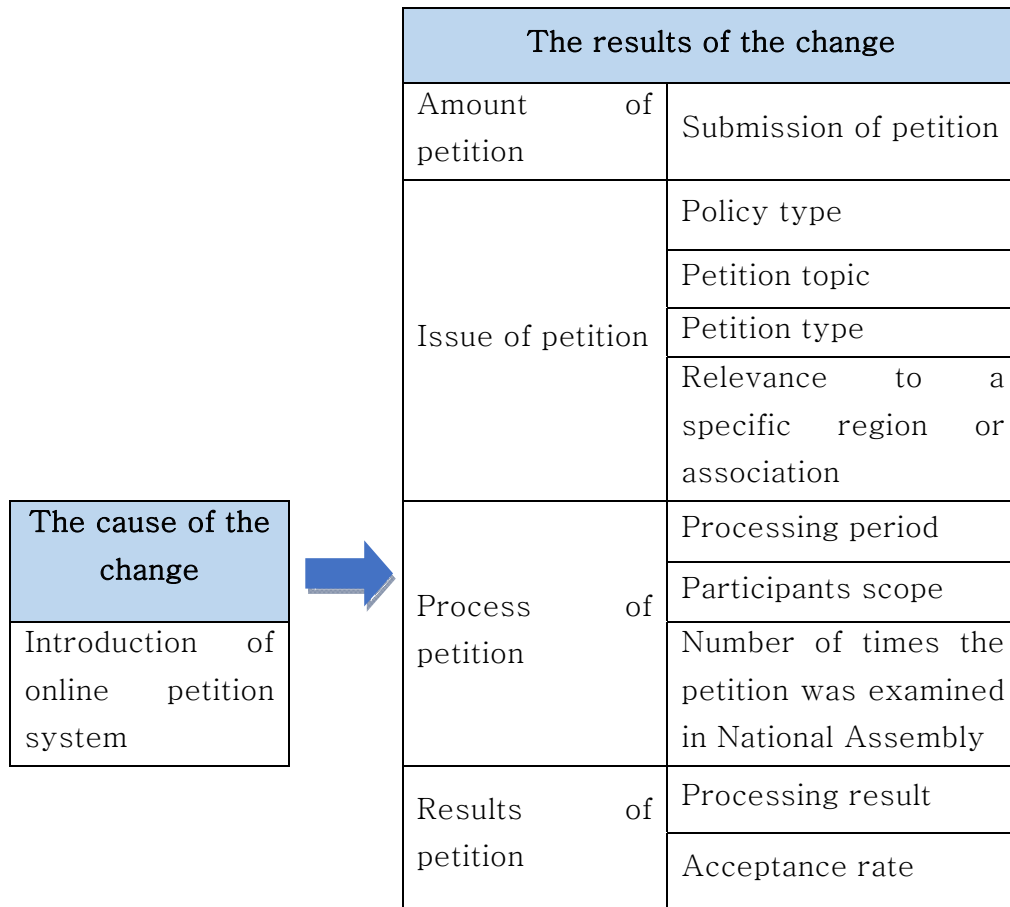 The results of the change
Amount of
petition
Submission of petition
Issue of petition
Policy type
Petition topic
Petition type
Relevance to a
specific region or
association
The cause of the
change
Introduction of
online petition
system
Process of
petition
Processing period
Participants scope
Number of times the
petition was examined
in National Assembly
Results of
petition
Processing result
Acceptance rate